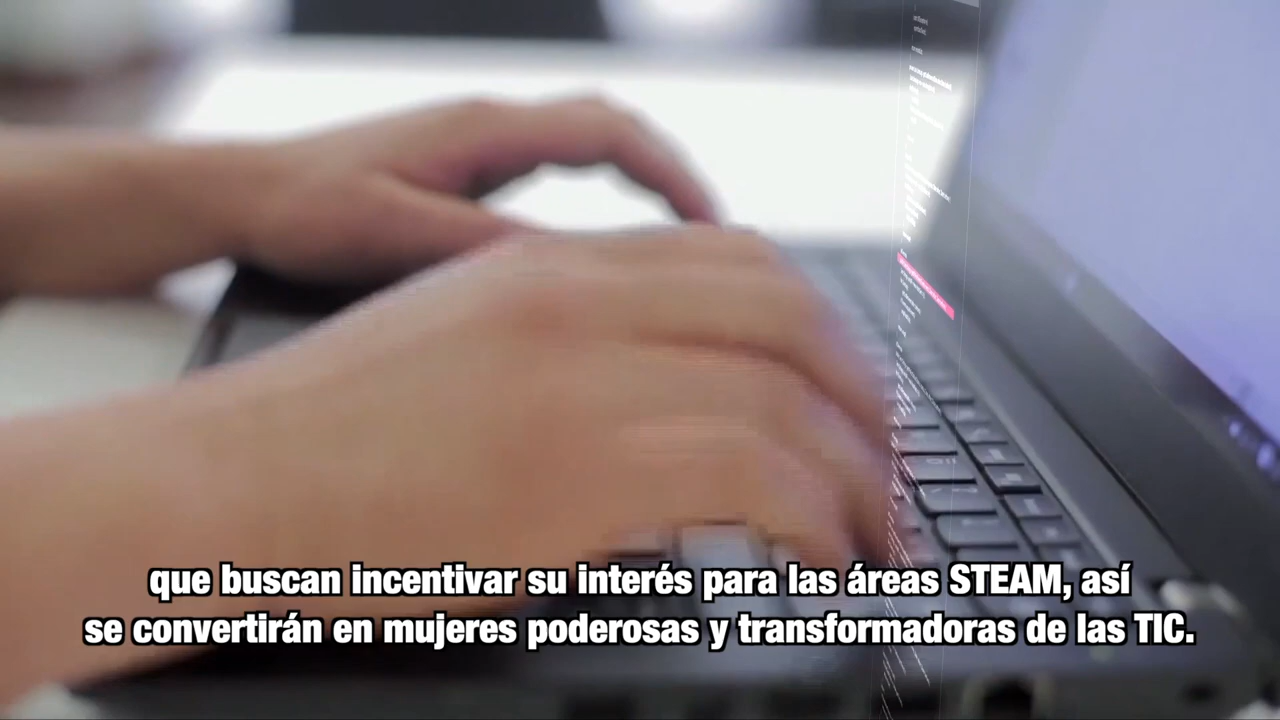 que buscan incentivar su interés para las áreas STEAM, así
se convertirán en mujeres poderosas y transformadoras de las TIC.